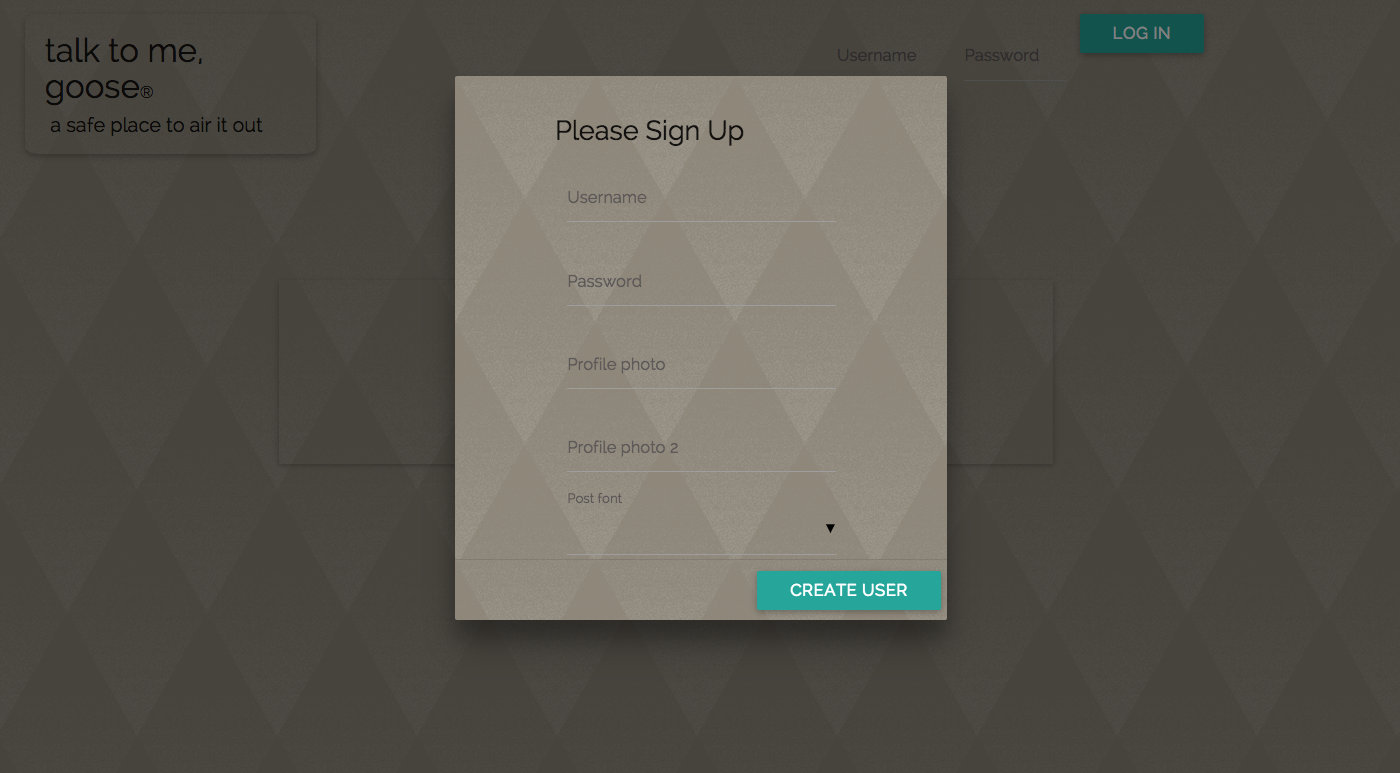 talk to me,
goose®
a safe place to air it out
Username
Password
LOG IN
Please Sign Up
Username
Password
Profile photo
Profile photo 2
Post font
CREATE USER